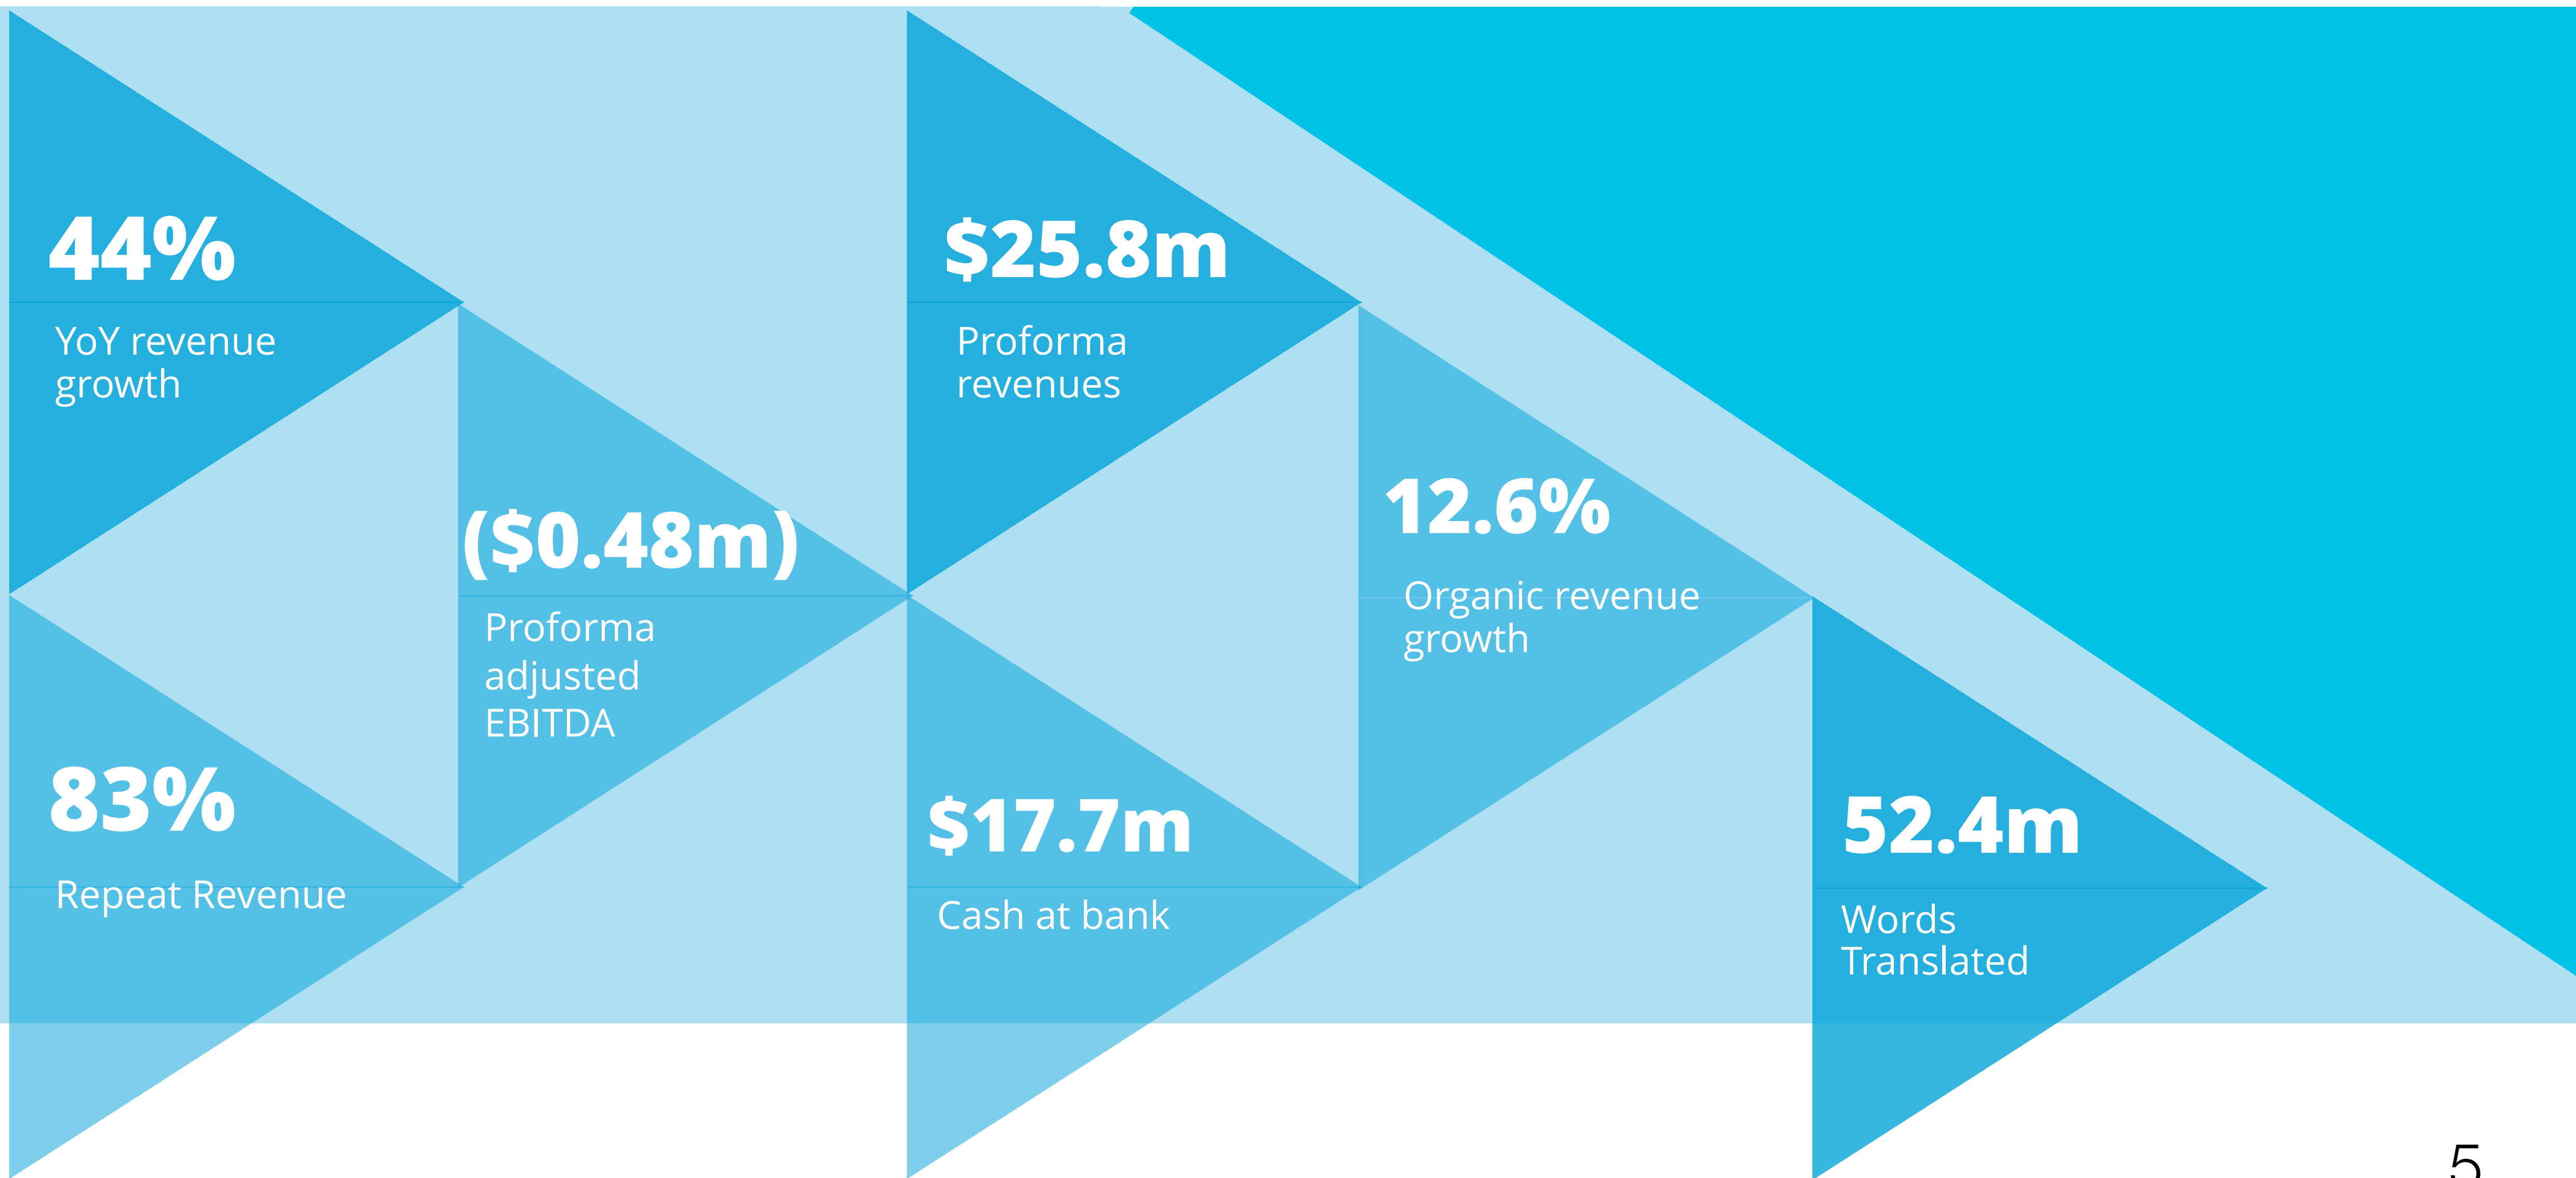 44%
YoY revenue
growth
$25.8m
Proforma
revenues
($0.48m)
Proforma
adjusted
EBITDA
12.6%
Organic revenue
growth
83%
Repeat Revenue
$17.7m
Cash at bank
52.4m
Words
Translated
5